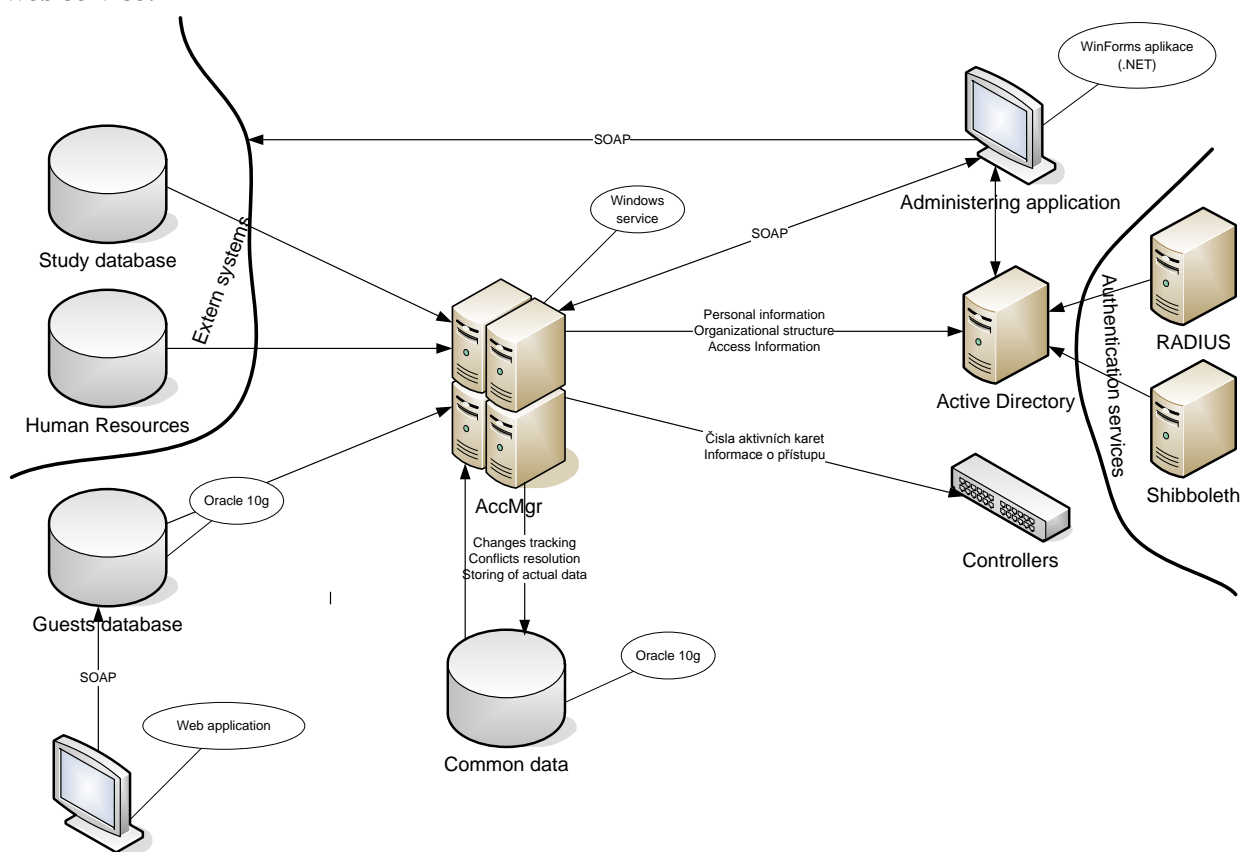 WinForms aplikace
(.NET)
SOAP
Study database
Extern systems
Windows
service
Administering application
SOAP
Human Resources
Personal information
Organizational structure
Access Information
Active Directory
Authentication services
RADIUS
Shibboleth
Oracle 10g
Guests database
AccMgr
Čisla aktivních karet
Informace o přístupu
Controllers
Changes tracking
Conflicts resolution
Storing of actual data
SOAP
Oracle 10g
Web application
Common data